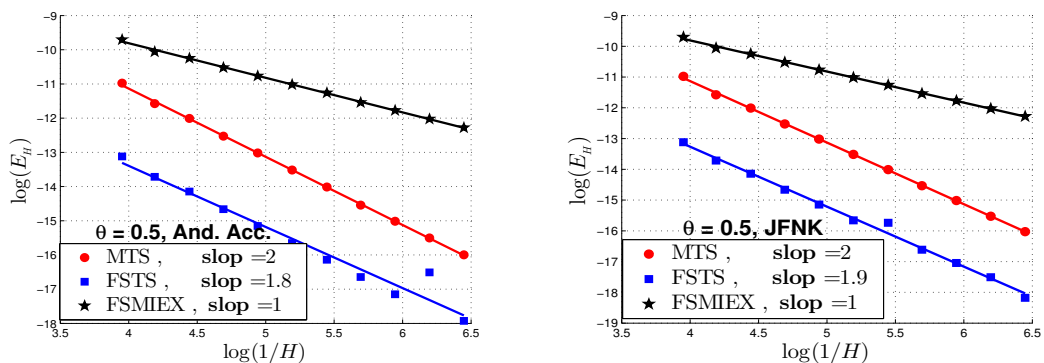 -9
-10
-11
-12
-13
-14
-15
-16
-17
-18
log(E_H)
θ = 0.5, And. Acc.
MTS , slop =2
FSTS , slop =1.8
FSMIEX , slop =1
3.5 4 4.5 5 5.5 6 6.5
log(1/H)
-9
-10
-11
-12
-13
-14
-15
-16
-17
-18
-19
log(E_H)
θ = 0.5, JFNK
MTS , slop =2
FSTS , slop =1.9
FSMIEX , slop =1
3.5 4 4.5 5 5.5 6 6.5
log(1/H)